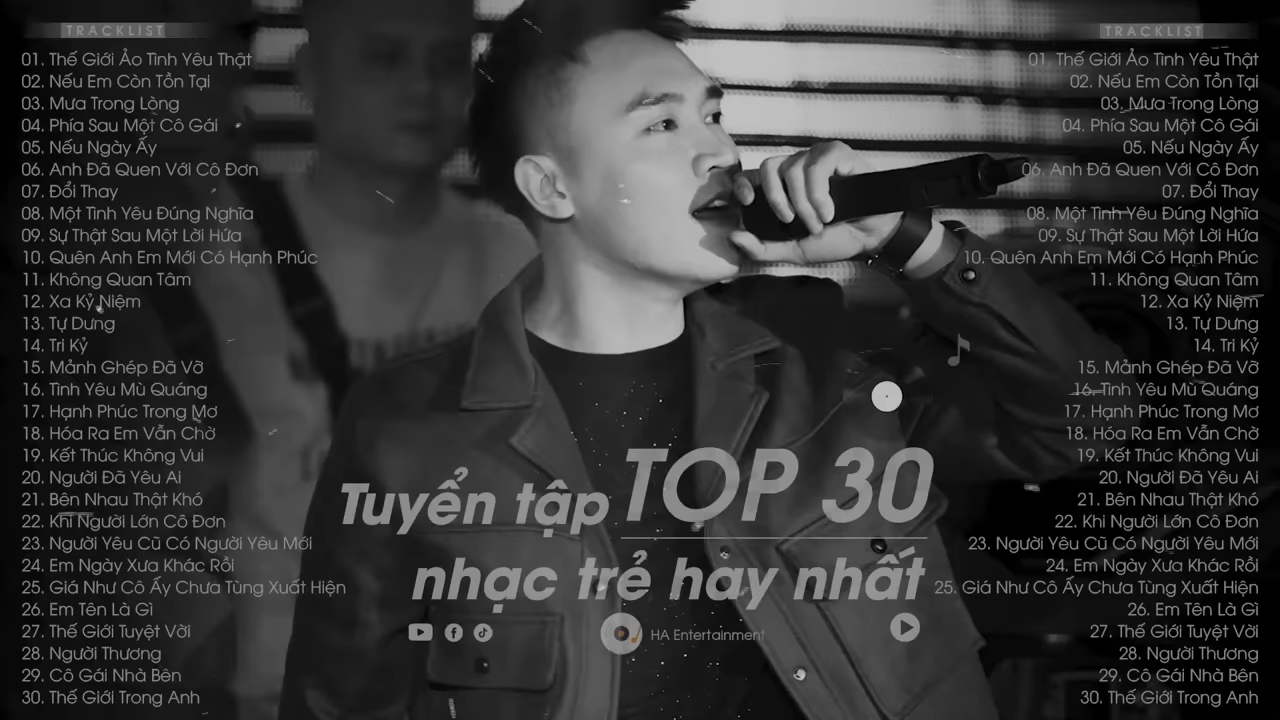 TRACKLIST
01. Thế Giới Ảo Tình Yêu Thật
02. Nếu Em Còn Tồn Tại
03. Mưa Trong Lòng
04. Phía Sau Một Cô Gái
05. Nếu Ngày Ấy
06. Anh Đã Quen Với Cô Đơn
07. Đổi Thay
08. Một Tình Yêu Đúng Nghĩa
09. Sự Thật Sau Một Lời Hứa
10. Quên Anh Em Mới Có Hạnh Phúc
11. Không Quan Tâm
12. Xa Kỷ Niệm
13. Tự Dưng
14. Tri Kỷ
15. Mảnh Ghép Đã Vỡ
16. Tình Yêu Mù Quáng
17. Hạnh Phúc Trong Mơ
18. Hóa Ra Em Vẫn Chờ
19. Kết Thúc Không Vui
20. Người Đã Yêu Ai
21. Bên Nhau Thật Khó
22. Khi Người Lớn Cô Đơn
23. Người Yêu Cũ Có Người Yêu Mới
24. Em Ngày Xưa Khác Rồi
25. Giá Như Cô Ấy Chưa Từng Xuất Hiện
26. Em Tên Là Gì
27. Thế Giới Tuyệt Vời
28. Người Thương
29. Cô Gái Nhà Bên
30. Thế Giới Trong Anh
Tuyển tập TOP 30
nhạc trẻ hay nhất
HA Entertainment
TRACKLIST
01. Thế Giới Ảo Tình Yêu Thật
02. Nếu Em Còn Tồn Tại
03. Mưa Trong Lòng
04. Phía Sau Một Cô Gái
05. Nếu Ngày Ấy
06. Anh Đã Quen Với Cô Đơn
07. Đổi Thay
08. Một Tình Yêu Đúng Nghĩa
09. Sự Thật Sau Một Lời Hứa
10. Quên Anh Em Mới Có Hạnh Phúc
11. Không Quan Tâm
12. Xa Kỷ Niệm
13. Tự Dưng
14. Tri Kỷ
15. Mảnh Ghép Đã Vỡ
16. Tình Yêu Mù Quáng
17. Hạnh Phúc Trong Mơ
18. Hóa Ra Em Vẫn Chờ
19. Kết Thúc Không Vui
20. Người Đã Yêu Ai
21. Bên Nhau Thật Khó
22. Khi Người Lớn Cô Đơn
23. Người Yêu Cũ Có Người Yêu Mới
24. Em Ngày Xưa Khác Rồi
25. Giá Như Cô Ấy Chưa Từng Xuất Hiện
26. Em Tên Là Gì
27. Thế Giới Tuyệt Vời
28. Người Thương
29. Cô Gái Nhà Bên
30. Thế Giới Trong Anh